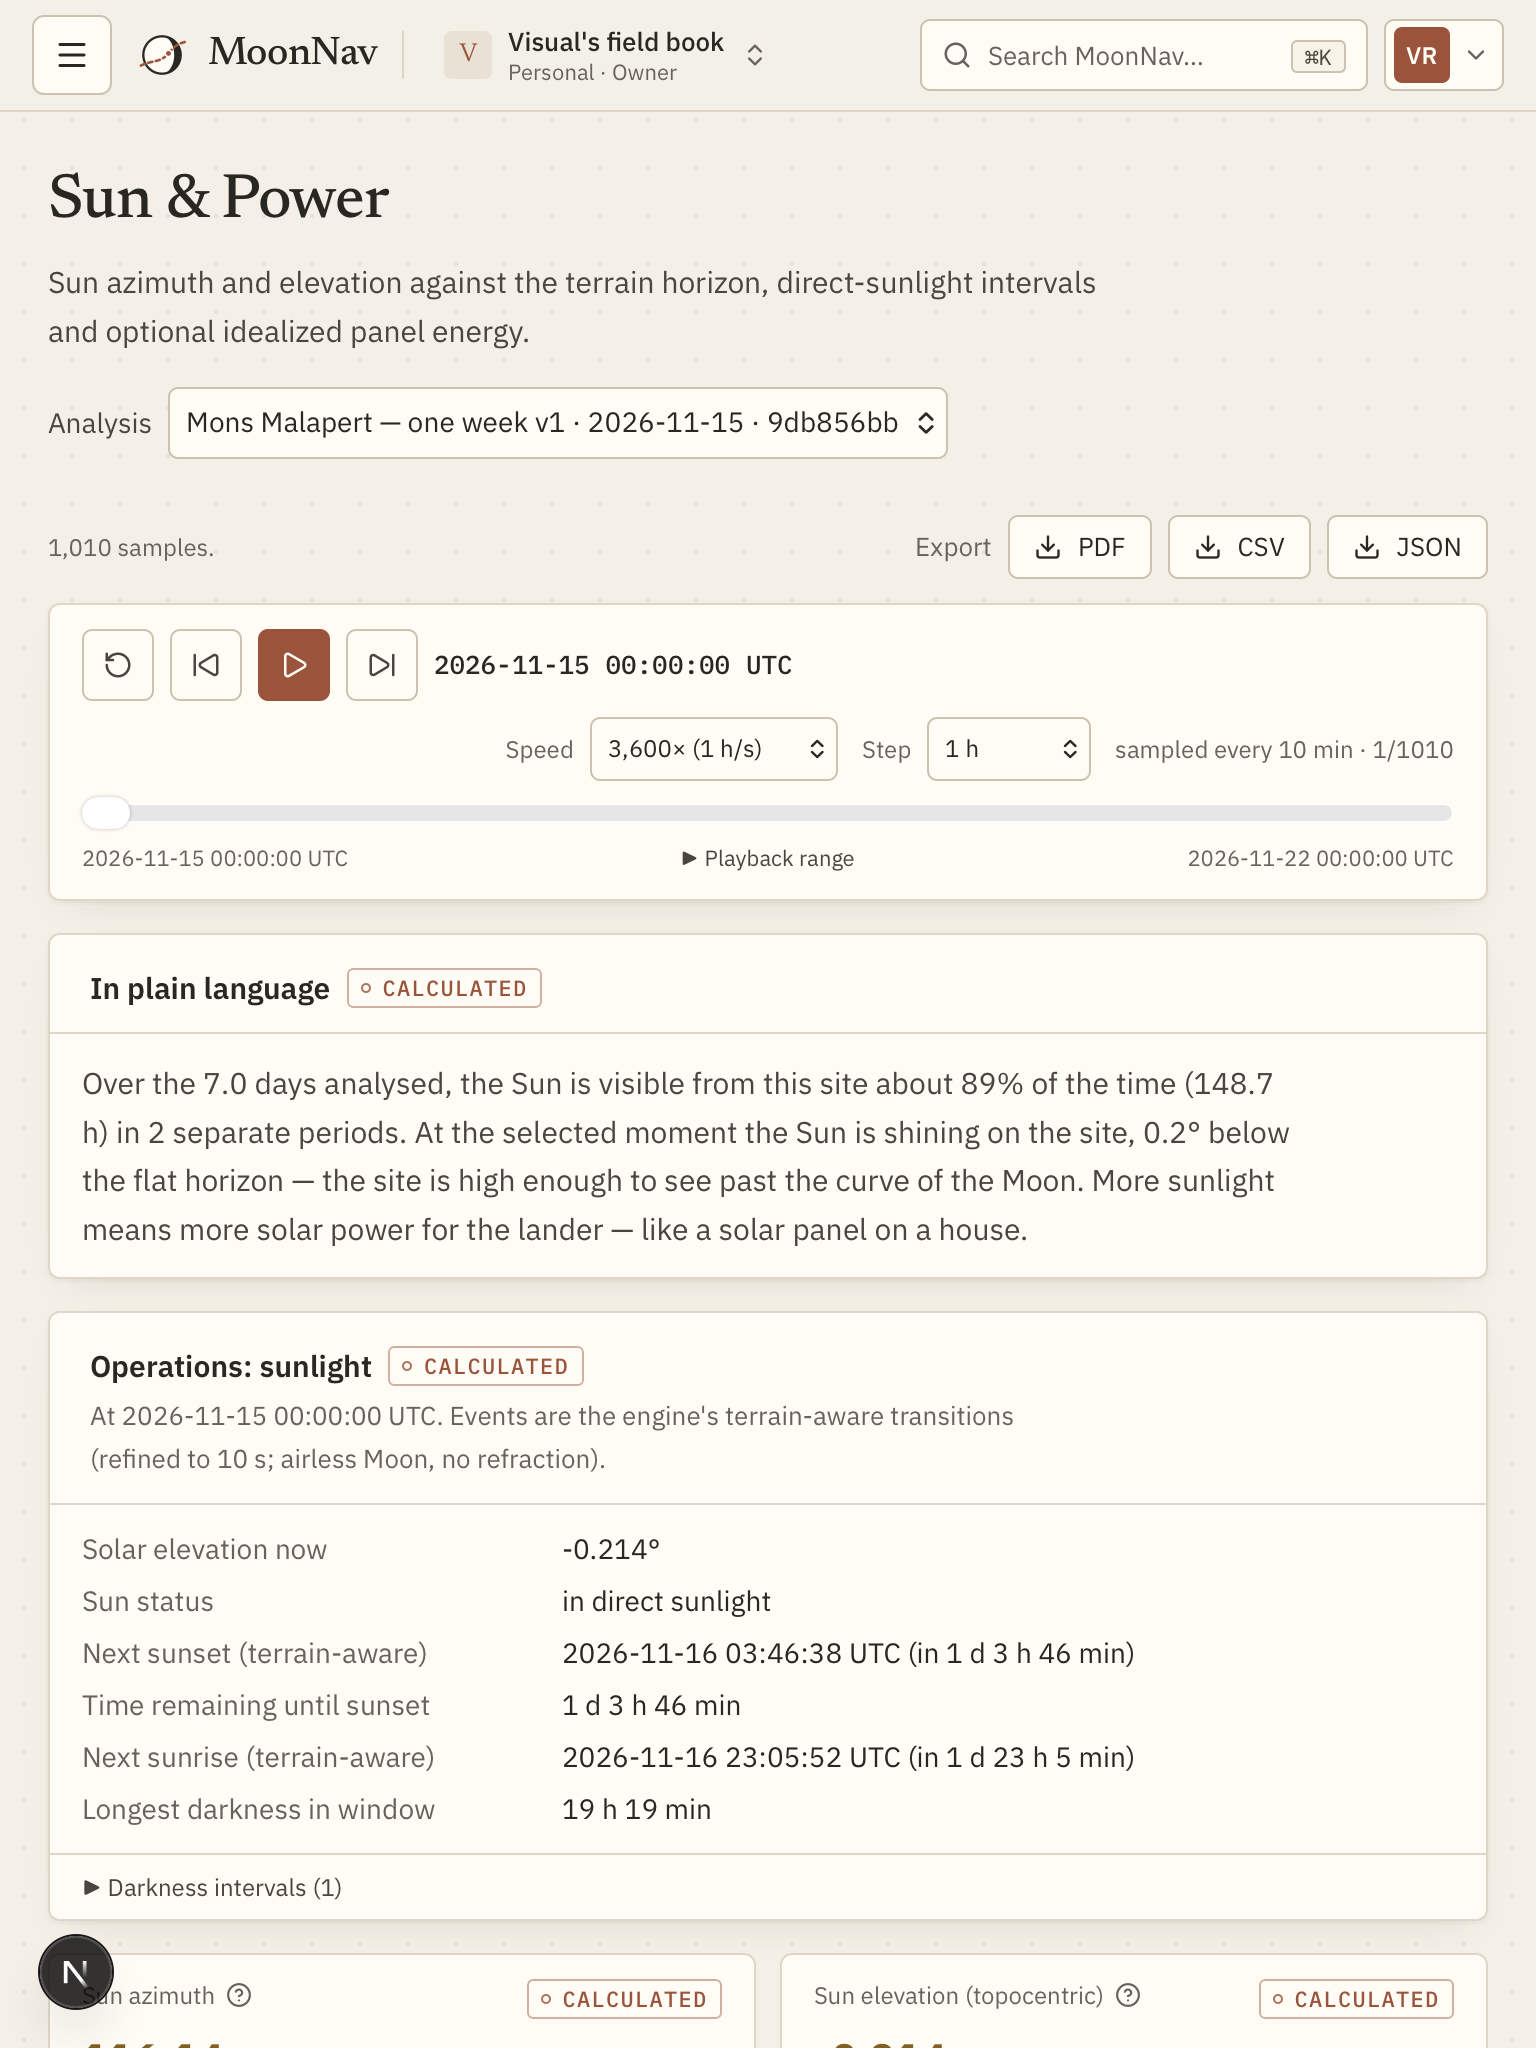 MoonNav
V
Visual's field book
Personal · Owner
Search MoonNav...
⌘K
VR
Sun & Power
Sun azimuth and elevation against the terrain horizon, direct-sunlight intervals
and optional idealized panel energy.
Analysis
Mons Malapert — one week v1 · 2026-11-15 · 9db856bb
1,010 samples.
Export
PDF
CSV
JSON
2026-11-15 00:00:00 UTC
Speed
3,600× (1 h/s)
Step
1 h
sampled every 10 min · 1/1010
2026-11-15 00:00:00 UTC
Playback range
2026-11-22 00:00:00 UTC
In plain language
CALCULATED
Over the 7.0 days analysed, the Sun is visible from this site about 89% of the time (148.7
h) in 2 separate periods. At the selected moment the Sun is shining on the site, 0.2° below
the flat horizon — the site is high enough to see past the curve of the Moon. More sunlight
means more solar power for the lander — like a solar panel on a house.
Operations: sunlight
CALCULATED
At 2026-11-15 00:00:00 UTC. Events are the engine's terrain-aware transitions
(refined to 10 s; airless Moon, no refraction).
Solar elevation now
-0.214°
Sun status
in direct sunlight
Next sunset (terrain-aware)
2026-11-16 03:46:38 UTC (in 1 d 3 h 46 min)
Time remaining until sunset
1 d 3 h 46 min
Next sunrise (terrain-aware)
2026-11-16 23:05:52 UTC (in 1 d 23 h 5 min)
Longest darkness in window
19 h 19 min
Darkness intervals (1)
N
Sun azimuth
CALCULATED
Sun elevation (topocentric)
CALCULATED